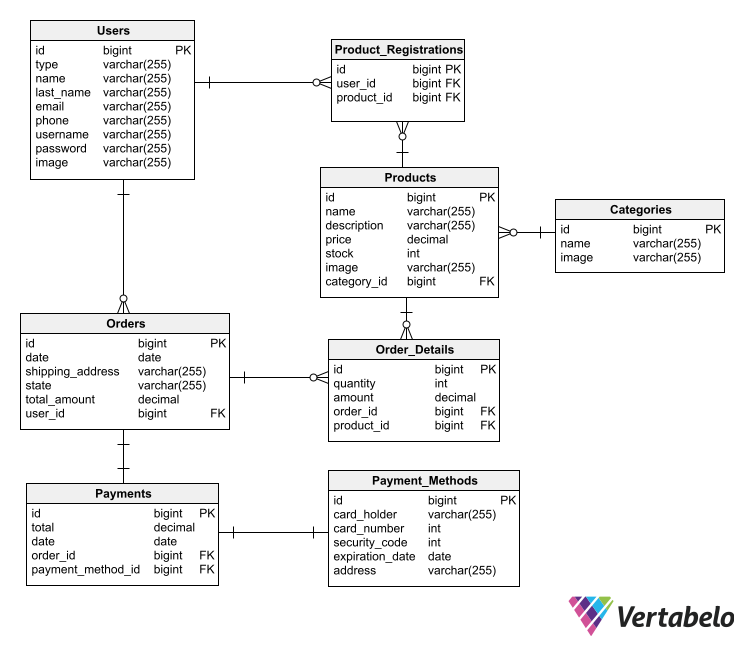 Users
id bigint PK
type varchar(255)
name varchar(255)
last_name varchar(255)
email varchar(255)
phone varchar(255)
username varchar(255)
password varchar(255)
image varchar(255)
Product_Registrations
id bigint PK
user_id bigint FK
product_id bigint FK
Products
id bigint PK
name varchar(255)
description varchar(255)
price decimal
stock int
image varchar(255)
category_id bigint FK
Categories
id bigint PK
name varchar(255)
image varchar(255)
Orders
id bigint PK
date date
shipping_address varchar(255)
state varchar(255)
total_amount decimal
user_id bigint FK
Order_Details
id bigint PK
quantity int
amount decimal
order_id bigint FK
product_id bigint FK
Payments
id bigint PK
total decimal
date date
order_id bigint FK
payment_method_id bigint FK
Payment_Methods
id bigint PK
card_holder varchar(255)
card_number int
security_code int
expiration_date date
address varchar(255)
Vertabelo